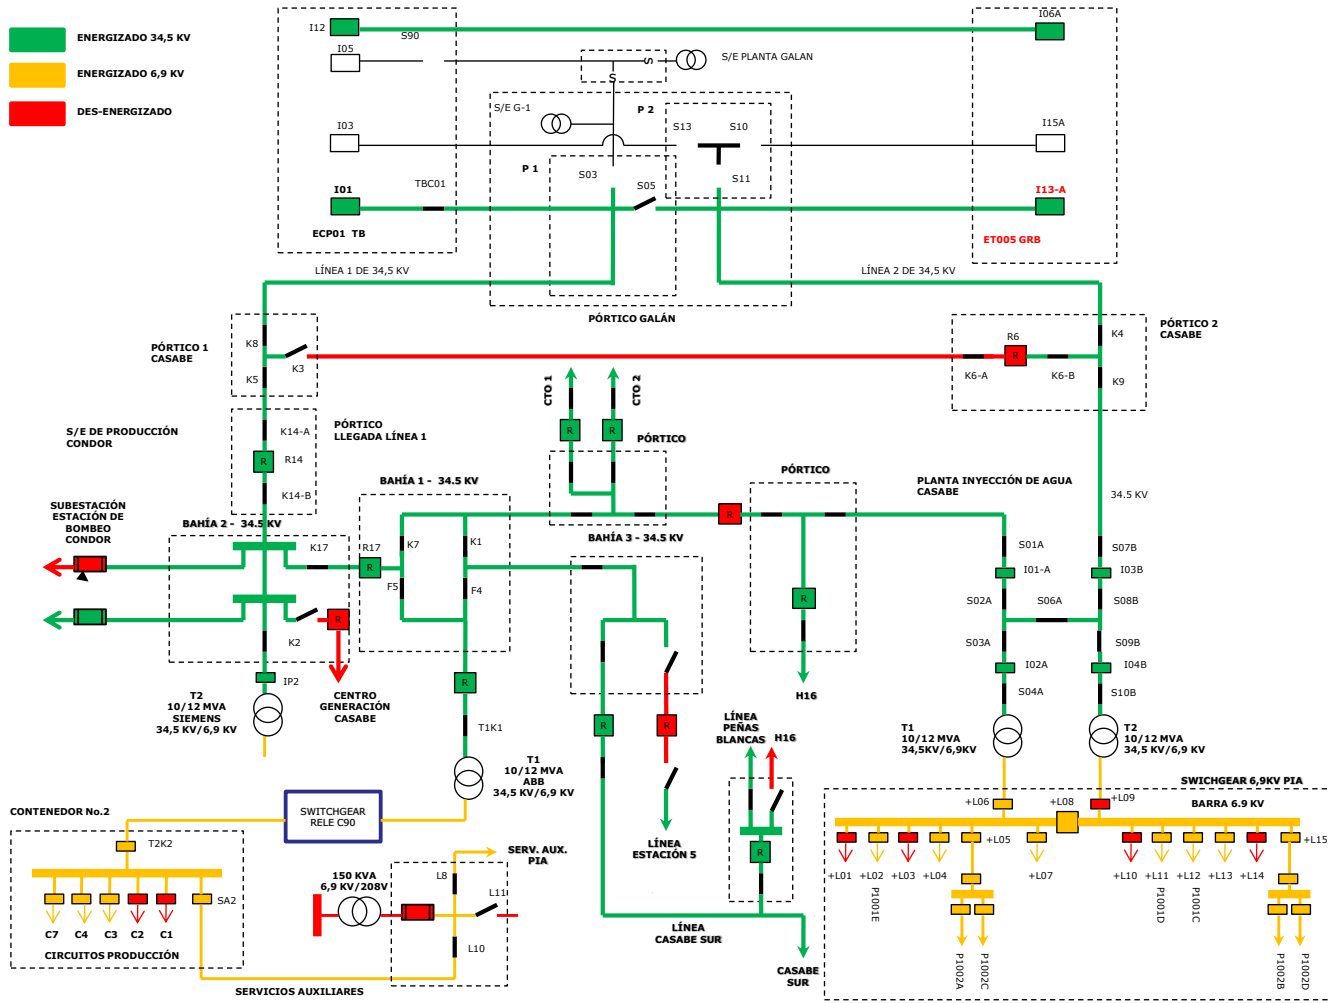 ENERGIZADO 34,5 KV
ENERGIZADO 6,9 KV
DES-ENERGIZADO
I12
S90
I05
I06A
S/E PLANTA GALAN
S
S
S/E G-1
P 2
I03
S13
S10
I15A
P 1
S03
S05
S11
TBC01
I01
I13-A
ECP01 TB
ET005 GRB
LÍNEA 1 DE 34,5 KV
LÍNEA 2 DE 34,5 KV
PÓRTICO GALÁN
PÓRTICO 1
CASABE
K8
K3
K5
PÓRTICO 2
CASABE
R6
R
K4
K6-A
K6-B
K9
CTO 1
CTO 2
R
R
PÓRTICO
S/E DE PRODUCCIÓN
CONDOR
K14-A
R
R14
K14-B
PÓRTICO
LLEGADA LÍNEA 1
BAHÍA 1 - 34.5 KV
PÓRTICO
PLANTA INYECCIÓN DE AGUA
CASABE
34.5 KV
SUBESTACIÓN
ESTACIÓN DE
BOMBEO
CONDOR
BAHÍA 2 - 34.5 KV
K17
R17
R
K7
K1
F5
F4
R
BAHÍA 3 - 34.5 KV
S01A
S07B
I01-A
I03B
S02A
S06A
S08B
R
K2
R
S03A
S09B
I02A
I04B
S04A
S10B
IP2
T2
10/12 MVA
SIEMENS
34,5 KV/6,9 KV
CENTRO
GENERACIÓN
CASABE
R
T1K1
R
R
H16
LÍNEA
PEÑAS
BLANCAS
H16
T1
10/12 MVA
34,5KV/6,9KV
T2
10/12 MVA
34,5 KV/6,9 KV
T1
10/12 MVA
ABB
34,5 KV/6,9 KV
SWICHGEAR 6,9KV PIA
CONTENEDOR No.2
SWITCHGEAR
RELE C90
+L06
+L08
+L09
BARRA 6.9 KV
T2K2
SERV. AUX.
PIA
LÍNEA
ESTACIÓN 5
R
+L05
+L15
150 KVA
6,9 KV/208V
L8
L11
+L01
+L02
+L03
+L04
+L07
+L10
+L11
+L12
+L13
+L14
SA2
P1001E
P1001D
P1001C
C7
C4
C3
C2
C1
L10
LÍNEA
CASABE SUR
CIRCUITOS PRODUCCIÓN
P1002A
P1002C
P1002B
P1002D
CASABE
SUR
SERVICIOS AUXILIARES